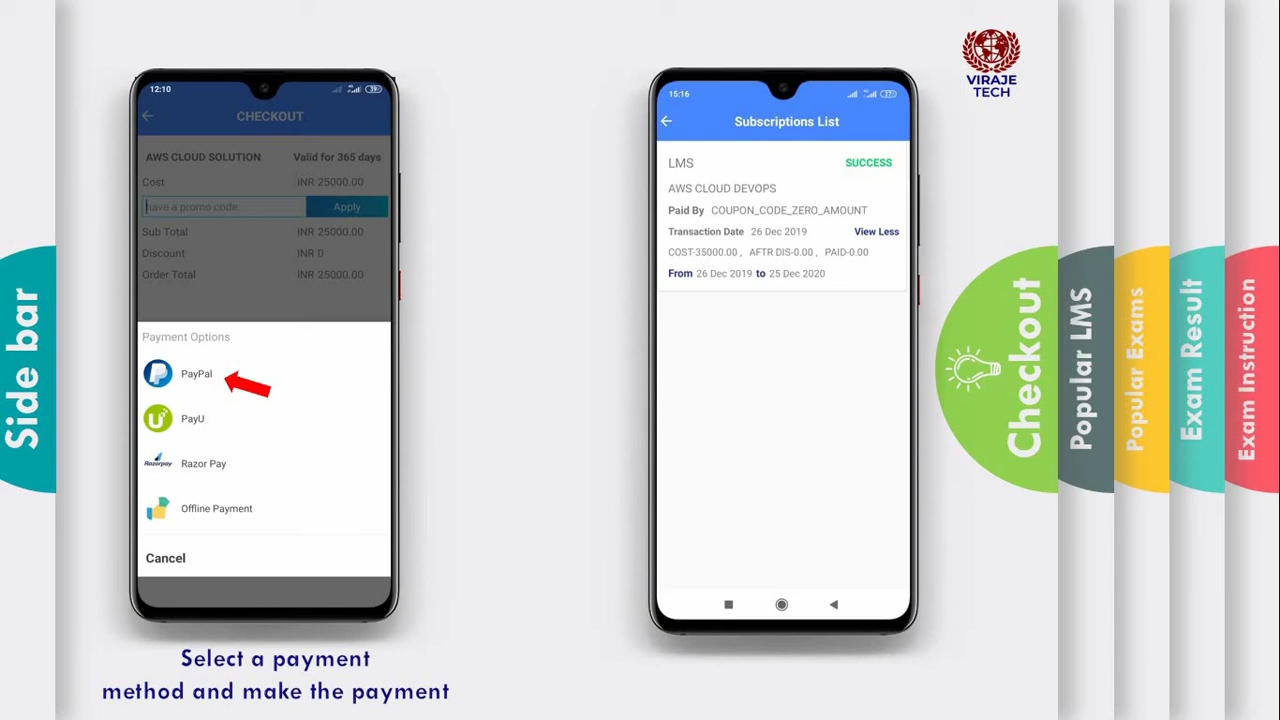 VIRAJE
TECH
Side bar
12:10
39
CHECKOUT
AWS CLOUD SOLUTION Valid for 365 days
Cost INR 25000.00
have a promo code Apply
Sub Total INR 25000.00
Discount INR 0
Order Total INR 25000.00
Payment Options
PayPal
PayU
Razorpay Razor Pay
Offline Payment
Cancel
Select a payment
method and make the payment
15:16
37
Subscriptions List
LMS SUCCESS
AWS CLOUD DEVOPS
Paid By COUPON_CODE_ZERO_AMOUNT
Transaction Date 26 Dec 2019 View Less
COST-35000.00 , AFTR DIS-0.00 , PAID-0.00
From 26 Dec 2019 to 25 Dec 2020
Checkout
Popular LMS
Popular Exams
Exam Result
Exam Instruction